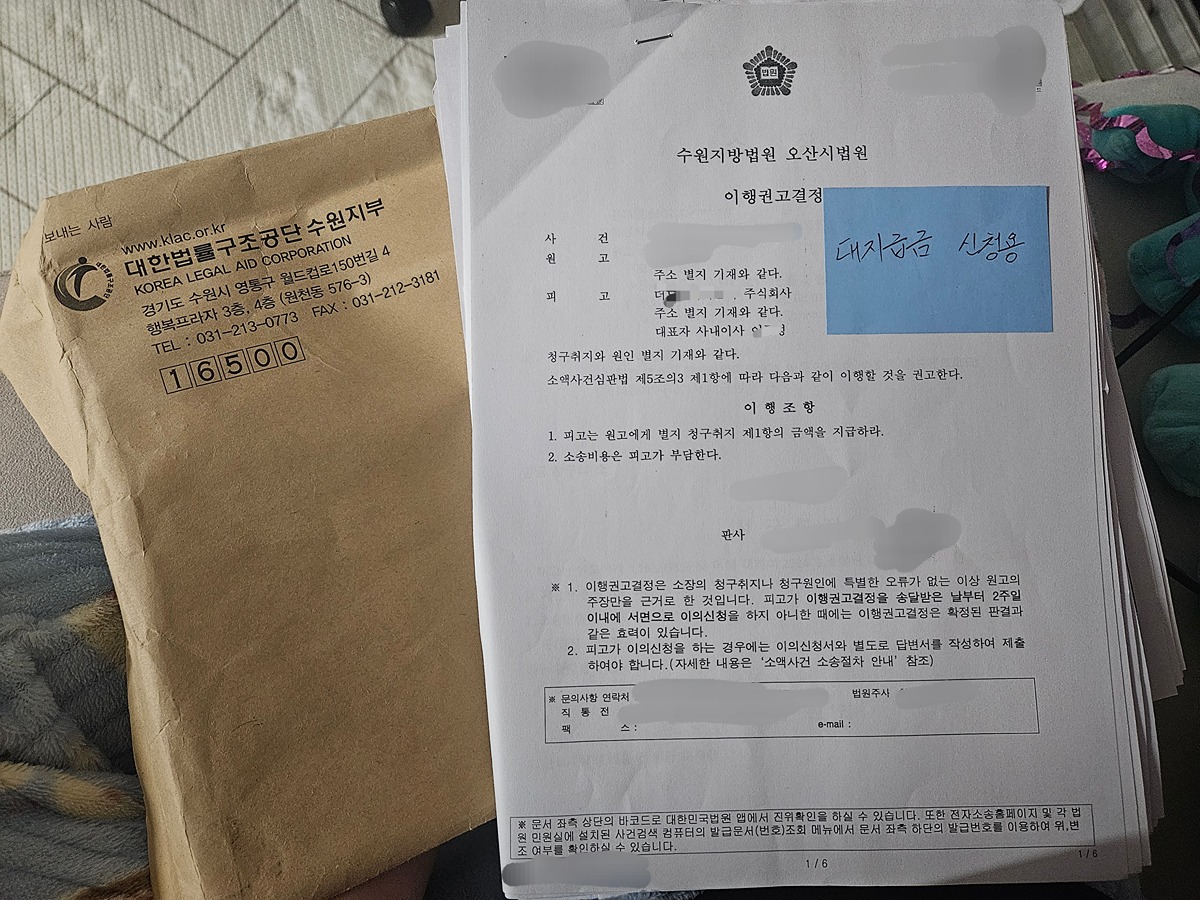 보내는 사람
www.klac.or.kr
대한법률구조공단 수원지부
KOREA LEGAL AID CORPORATION
경기도 수원시 영통구 월드컵로150번길 4
행복프라자 3층, 4층 (원천동 576-3)
TEL : 031-213-0773 FAX : 031-212-3181
16500
법원
수원지방법원 오산시법원
이행권고결정
대지급금 신청용
사 건
원 고
주소 별지 기재와 같다.
피 고 더 주식회사
주소 별지 기재와 같다.
대표자 사내이사
청구취지와 원인 별지 기재와 같다.
소액사건심판법 제5조의3 제1항에 따라 다음과 같이 이행할 것을 권고한다.
이 행 조 항
1. 피고는 원고에게 별지 청구취지 제1항의 금액을 지급하라.
2. 소송비용은 피고가 부담한다.
판사
※ 1. 이행권고결정은 소장의 청구취지나 청구원인에 특별한 오류가 없는 이상 원고의
주장만을 근거로 한 것입니다. 피고가 이행권고결정을 송달받은 날부터 2주일
이내에 서면으로 이의신청을 하지 아니한 때에는 이행권고결정은 확정된 판결과
같은 효력이 있습니다.
2. 피고가 이의신청을 하는 경우에는 이의신청서와 별도로 답변서를 작성하여 제출
하여야 합니다.(자세한 내용은 '소액사건 소송절차 안내' 참조)
※ 문의사항 연락처 법원주사
직 통 전
팩 스 : e-mail :
※ 문서 좌측 상단의 바코드로 대한민국법원 앱에서 진위확인을 하실 수 있습니다. 또한 전자소송홈페이지 및 각 법
원 민원실에 설치된 사건검색 컴퓨터의 발급문서(번호)조회 메뉴에서 문서 좌측 하단의 발급번호를 이용하여 위,변
조 여부를 확인하실 수 있습니다.
1 / 6
1 / 6